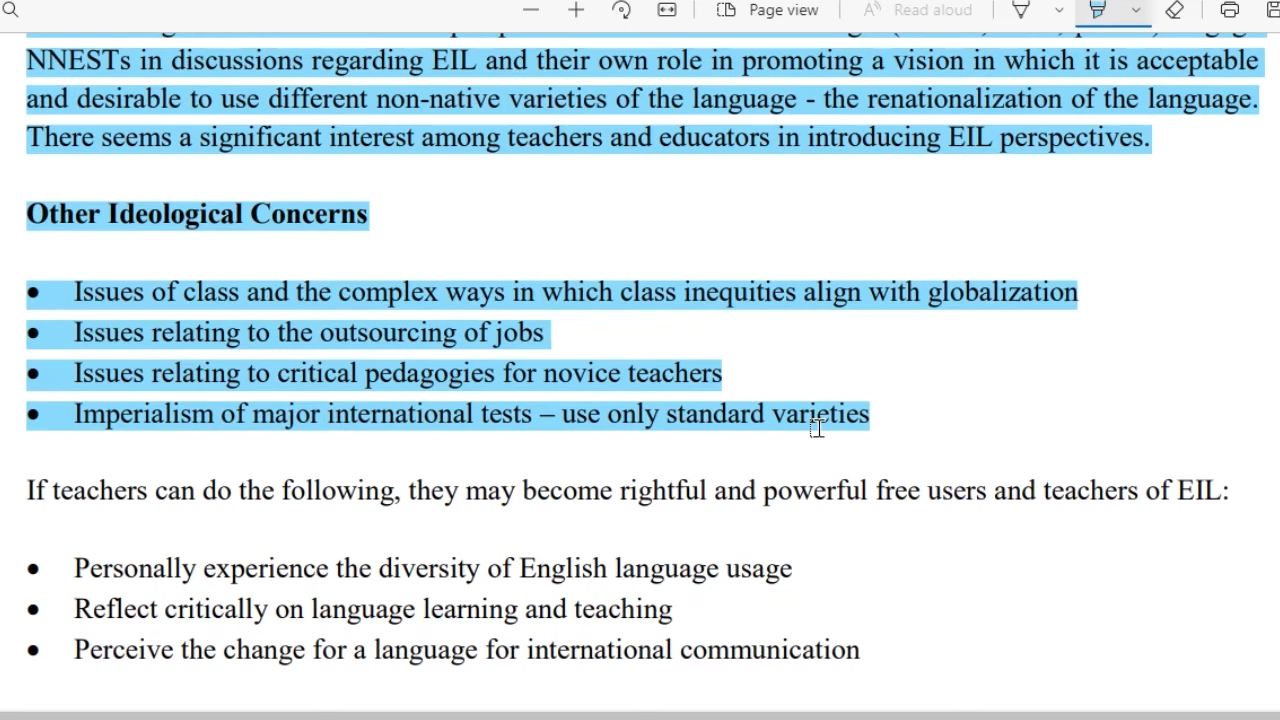 Page view
Read aloud
NNESTs in discussions regarding EIL and their own role in promoting a vision in which it is acceptable
and desirable to use different non-native varieties of the language - the renationalization of the language.
There seems a significant interest among teachers and educators in introducing EIL perspectives.
Other Ideological Concerns
• Issues of class and the complex ways in which class inequities align with globalization
• Issues relating to the outsourcing of jobs
• Issues relating to critical pedagogies for novice teachers
• Imperialism of major international tests – use only standard varieties
If teachers can do the following, they may become rightful and powerful free users and teachers of EIL:
• Personally experience the diversity of English language usage
• Reflect critically on language learning and teaching
• Perceive the change for a language for international communication